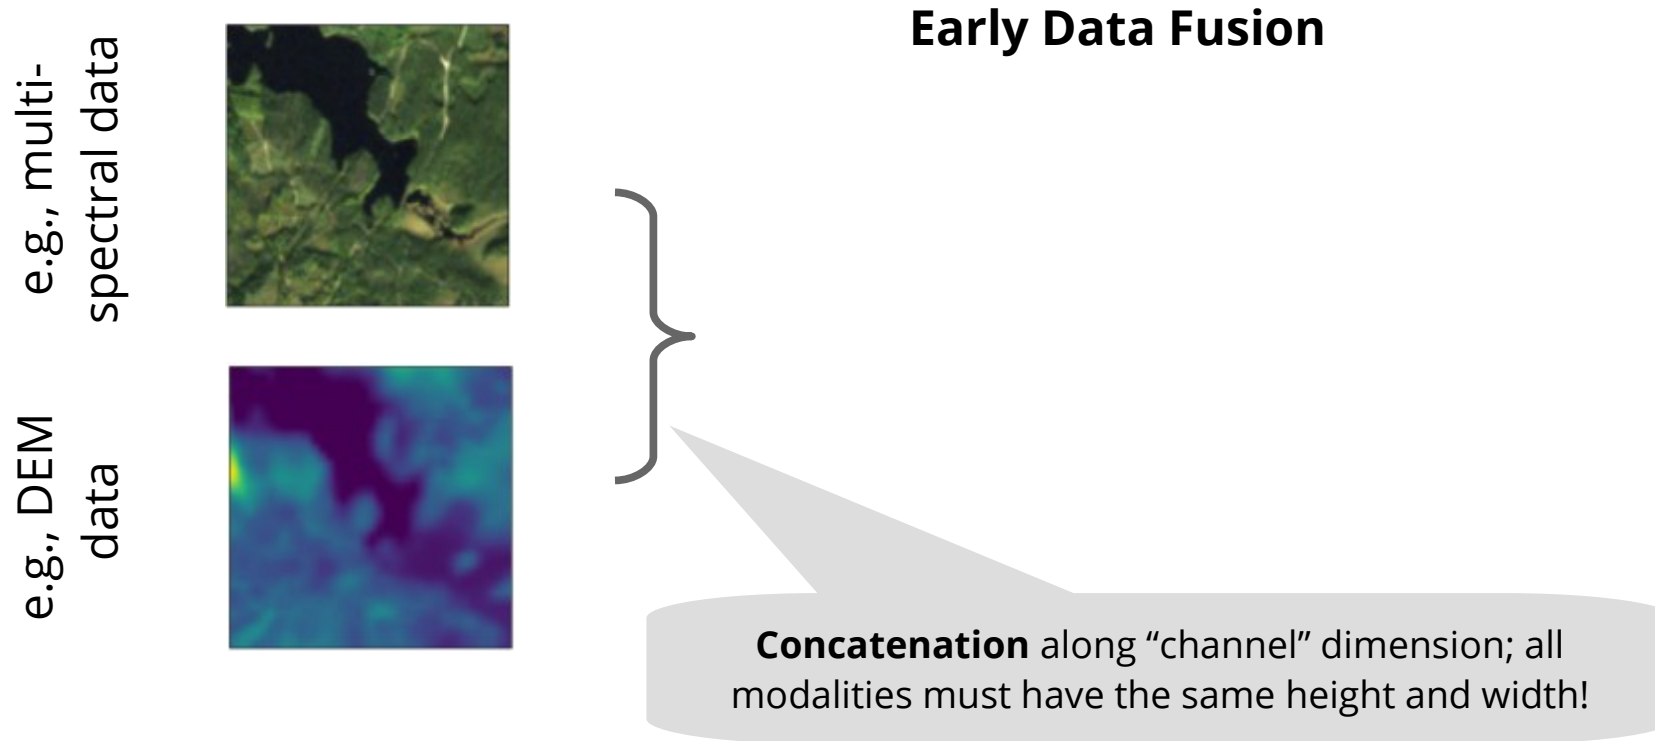 Early Data Fusion
e.g., multi-
spectral data
e.g., DEM
data
Concatenation along “channel” dimension; all
modalities must have the same height and width!